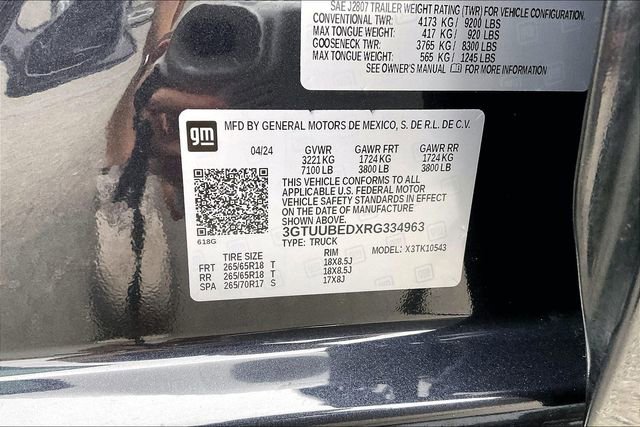 SAE J2807 TRAILER WEIGHT RATING (TWR) FOR VEHICLE CONFIGURATION.
CONVENTIONAL TWR: 4173 KG / 9200 LBS
MAX TONGUE WEIGHT: 417 KG / 920 LBS
GOOSENECK TWR: 3765 KG / 8300 LBS
MAX TONGUE WEIGHT: 565 KG / 1245 LBS
SEE OWNER'S MANUAL FOR MORE INFORMATION
gm MFD BY GENERAL MOTORS DE MEXICO, S. DE R.L. DE C.V.
04/24 GVWR GAWR FRT GAWR RR
3221 KG 1724 KG 1724 KG
7100 LB 3800 LB 3800 LB
THIS VEHICLE CONFORMS TO ALL
APPLICABLE U.S. FEDERAL MOTOR
VEHICLE SAFETY STANDARDS IN EFFECT
ON THE DATE OF MANUFACTURE
SHOWN ABOVE.
3GTUUBEDXRG334963
618G
TYPE: TRUCK MODEL: X3TK10543
TIRE SIZE RIM
FRT 265/65R18 T 18X8.5J
RR 265/65R18 T 18X8.5J
SPA 265/70R17 S 17X8J